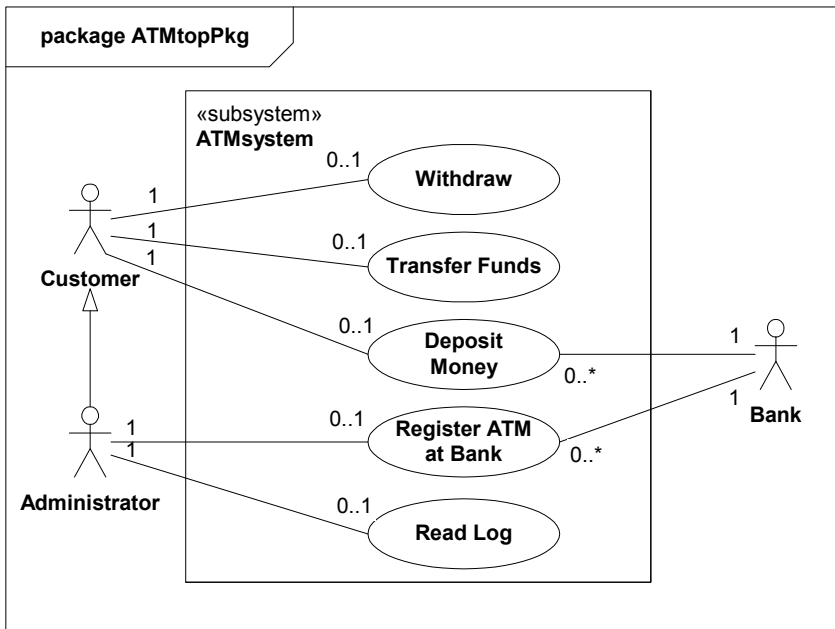 package ATMtopPkg
«subsystem»
ATMsystem
0..1
Withdraw
1
1
0..1
Transfer Funds
1
Customer
0..1
Deposit
Money
1
0..*
1
Bank
1
0..1
Register ATM
at Bank
0..*
1
Administrator
0..1
Read Log